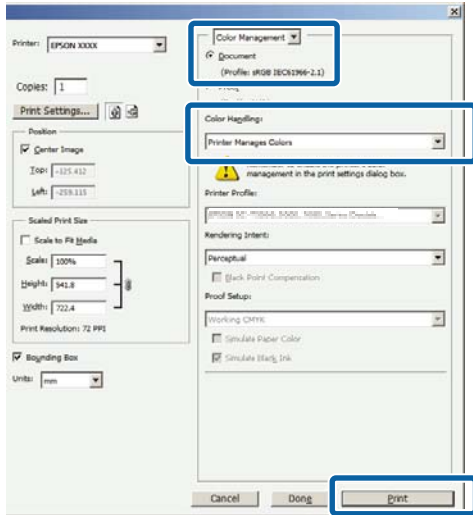 Printer: EPSON XXXX
Copies: 1
Print Settings...
Position
Center Image
Top: -125.412
Left: -259.115
Scaled Print Size
Scale to Fit Media
Scale: 100%
Height: 541.8
Width: 722.4
Print Resolution: 72 PPI
Bounding Box
Units: mm
Color Management
Document
(Profile: sRGB IEC61966-2.1)
Color Handling:
Printer Manages Colors
management in the print settings dialog box.
Printer Profile:
Rendering Intent:
Perceptual
Black Point Compensation
Proof Setup:
Working CMYK
Simulate Paper Color
Simulate Black Ink
Cancel
Done
Print